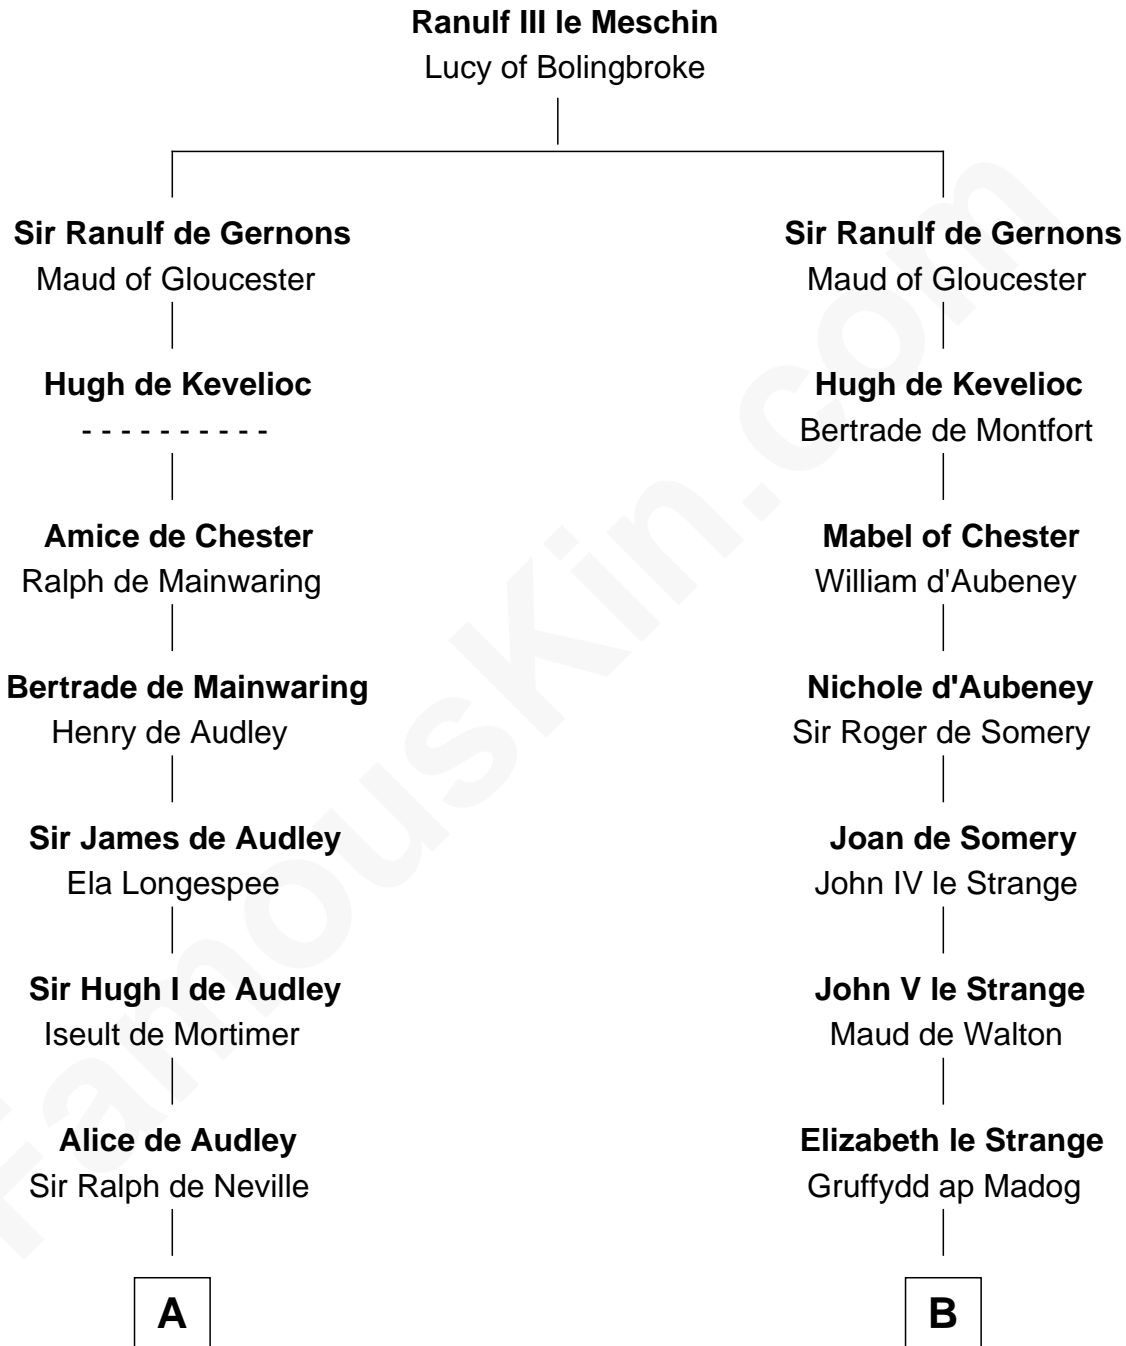 Ranulf III le Meschin
Lucy of Bolingbroke
Sir Ranulf de Gernons
Maud of Gloucester
Hugh de Kevelioc
- - - - - - - - - -
Amice de Chester
Ralph de Mainwaring
Bertrade de Mainwaring
Henry de Audley
Sir James de Audley
Ela Longespee
Sir Hugh I de Audley
Iseult de Mortimer
Alice de Audley
Sir Ralph de Neville
A
Sir Ranulf de Gernons
Maud of Gloucester
Hugh de Kevelioc
Bertrade de Montfort
Mabel of Chester
William d'Aubeney
Nichole d'Aubeney
Sir Roger de Somery
Joan de Somery
John IV le Strange
John V le Strange
Maud de Walton
Elizabeth le Strange
Gruffydd ap Madog
B
FamousKin.com